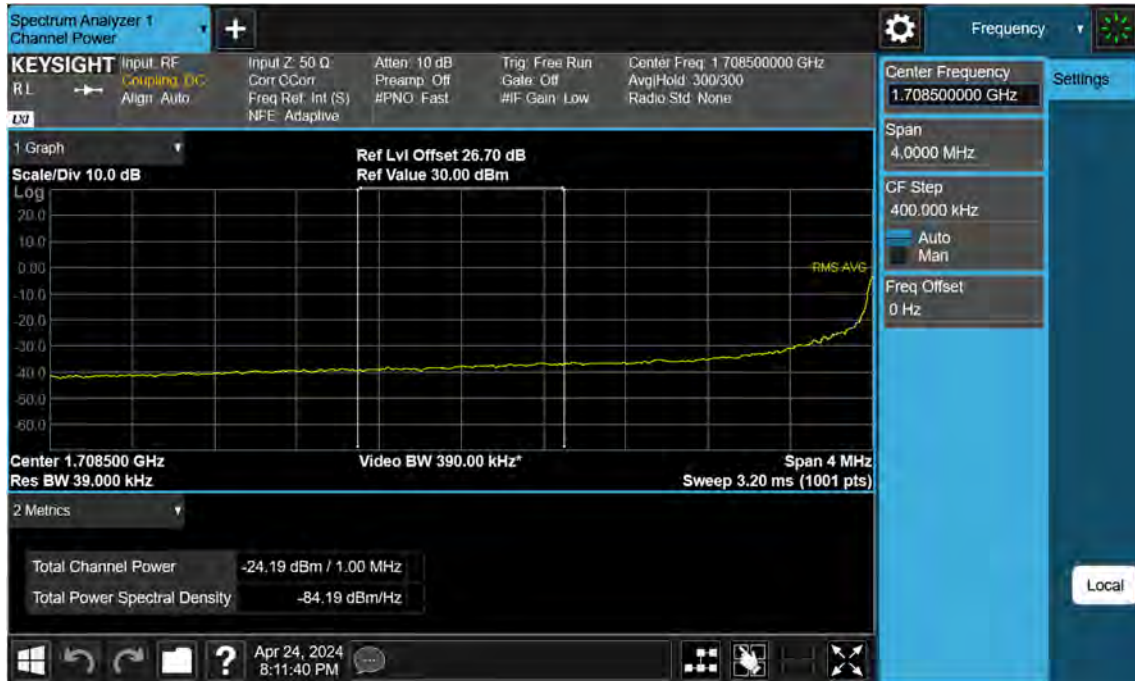 Spectrum Analyzer 1
Channel Power
+
Frequency
KEYSIGHT
RL
LXI
Input: RF
Coupling: DC
Align: Auto
Input Z: 50 Ω
Corr CCorr
Freq Ref: Int (S)
NFE: Adaptive
Atten: 10 dB
Preamp: Off
#PNO: Fast
Trig: Free Run
Gate: Off
#IF Gain: Low
Center Freq: 1.708500000 GHz
Avg|Hold: 300/300
Radio Std: None
Center Frequency
1.708500000 GHz
Settings
Span
4.0000 MHz
CF Step
400.000 kHz
Auto
Man
Freq Offset
0 Hz
1 Graph
Scale/Div 10.0 dB
Ref Lvl Offset 26.70 dB
Ref Value 30.00 dBm
Log
20.0
10.0
0.00
-10.0
-20.0
-30.0
-40.0
-50.0
-60.0
RMS AVG
Center 1.708500 GHz
Res BW 39.000 kHz
Video BW 390.00 kHz*
Span 4 MHz
Sweep 3.20 ms (1001 pts)
2 Metrics
Total Channel Power -24.19 dBm / 1.00 MHz
Total Power Spectral Density -84.19 dBm/Hz
Local
?
Apr 24, 2024
8:11:40 PM